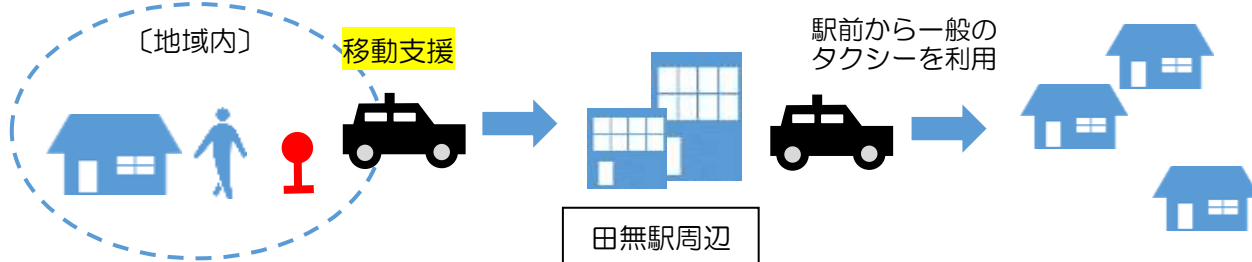 〔地域内〕
移動支援
駅前から一般の
タクシーを利用
田無駅周辺